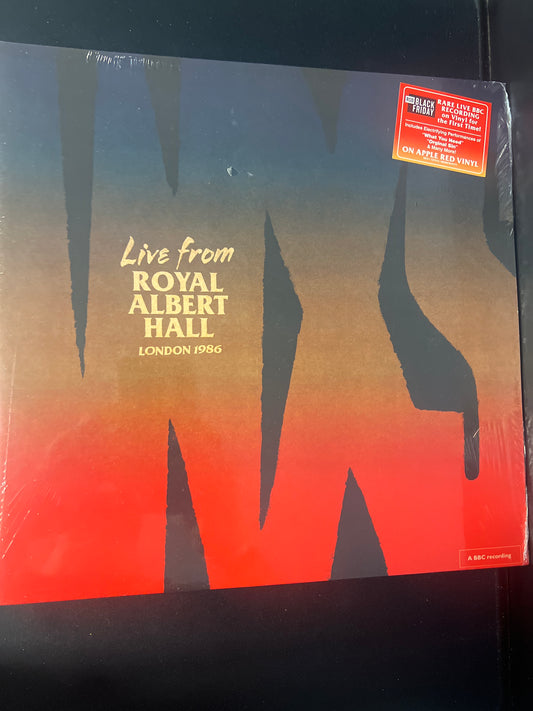 RSD
BLACK
FRIDAY
RARE LIVE BBC
RECORDING
on Vinyl for
the First Time!
Includes Electrifying Performances of
"What You Need"
"Original Sin"
& Many More!
ON APPLE RED VINYL
Live from
ROYAL
ALBERT
HALL
LONDON 1986
A BBC recording